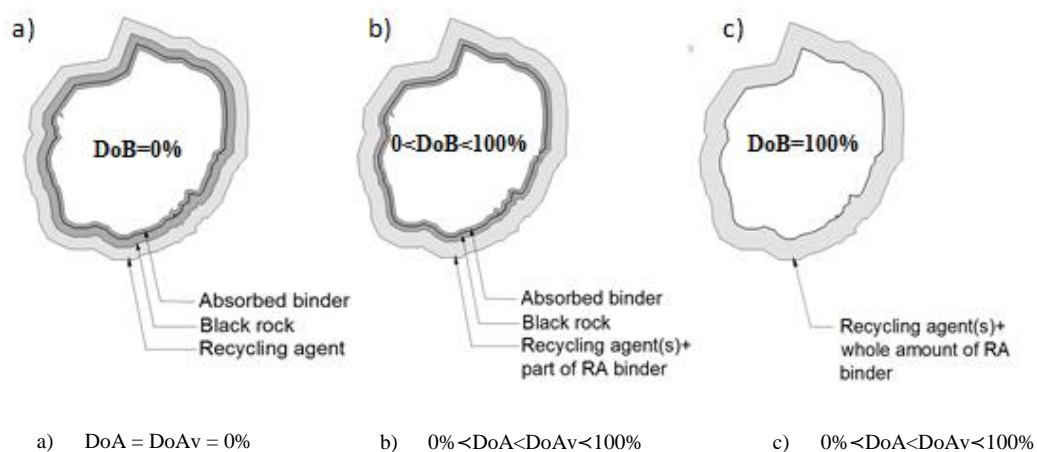 a)
b)
c)
DoB=0%
0<DoB<100%
DoB=100%
Absorbed binder
Black rock
Recycling agent
Absorbed binder
Black rock
Recycling agent(s)+
part of RA binder
Recycling agent(s)+
whole amount of RA
binder
a) DoA = DoAv = 0%
b) 0%≺DoA<DoAv≺100%
c) 0%≺DoA<DoAv≺100%